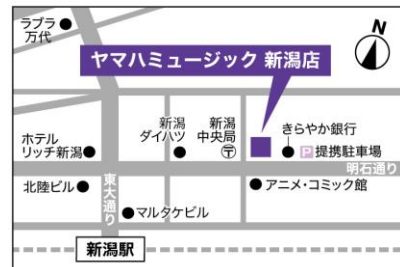 ラブラ
万代
N
ヤマハミュージック 新潟店
新潟
ダイハツ
新潟
中央局
〒
きらやか銀行
P 提携駐車場
ホテル
リッチ新潟
明石通り
北陸ビル
東大通り
アニメ・コミック館
マルタケビル
新潟駅